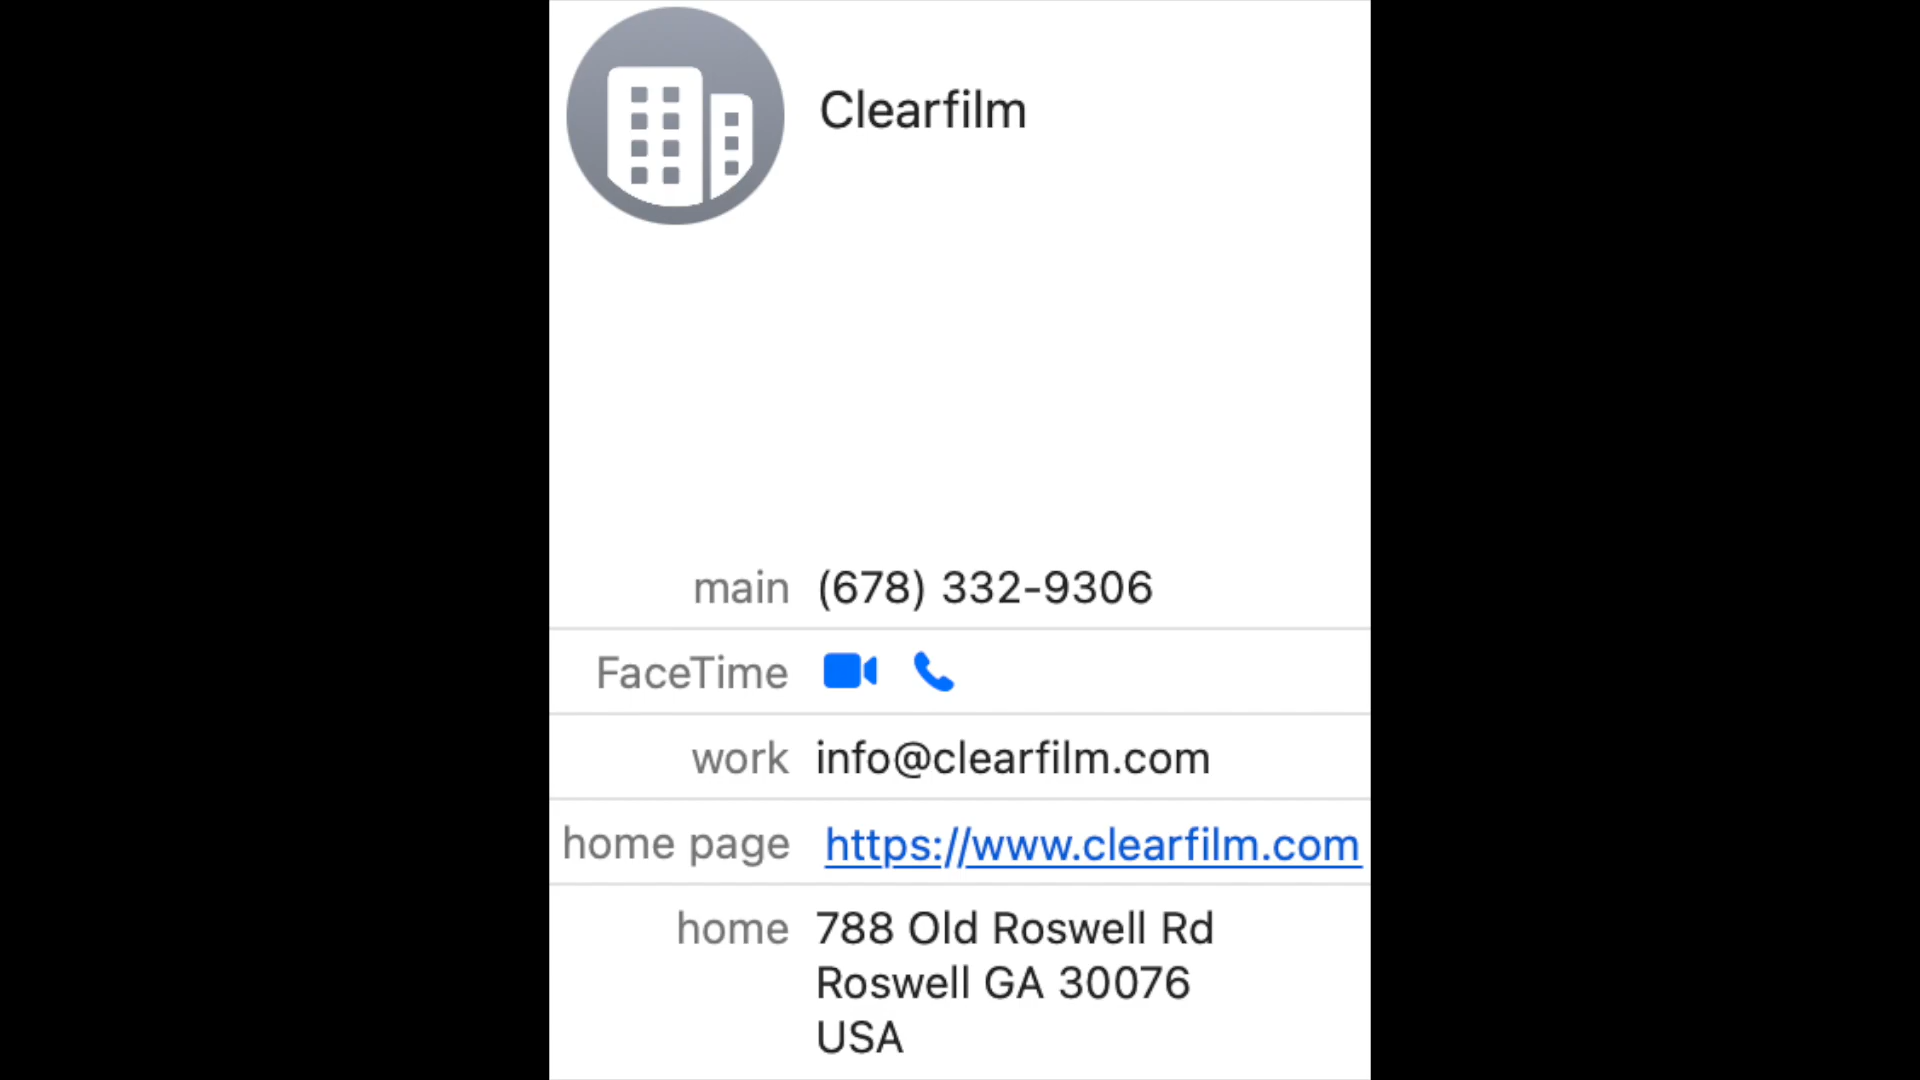 Clearfilm
main (678) 332-9306
FaceTime
work info@clearfilm.com
home page https://www.clearfilm.com
home 788 Old Roswell Rd
Roswell GA 30076
USA